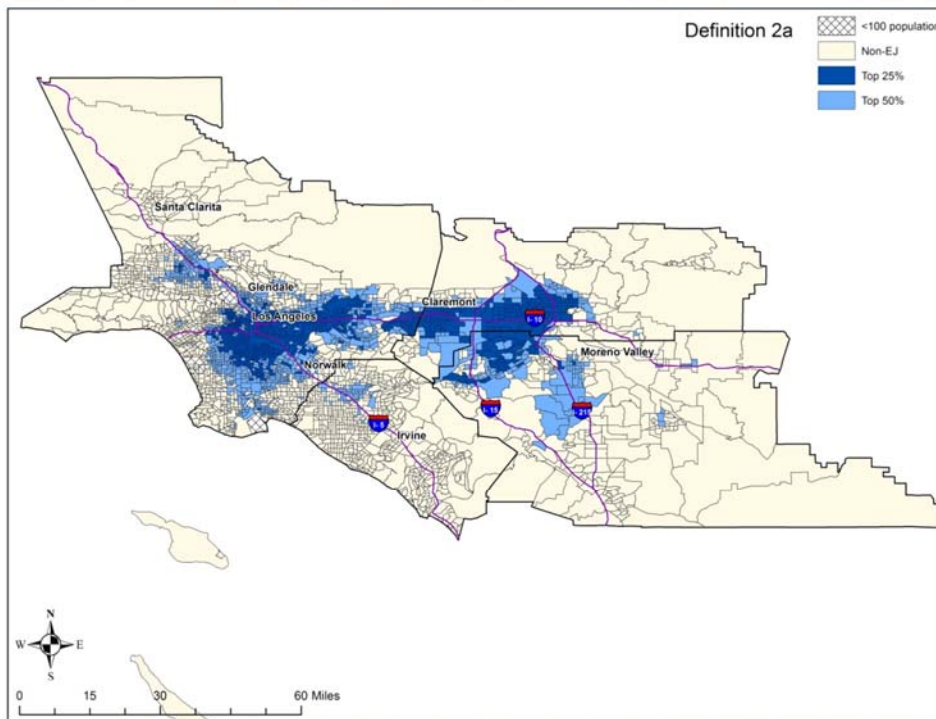 Definition 2a
<100 population
Non-EJ
Top 25%
Top 50%
Santa Clarita
Glendale
Los Angeles
Claremont
I-10
Norwalk
Moreno Valley
I-15
I-215
I-5
Irvine
N
W E
S
0 15 30 60 Miles